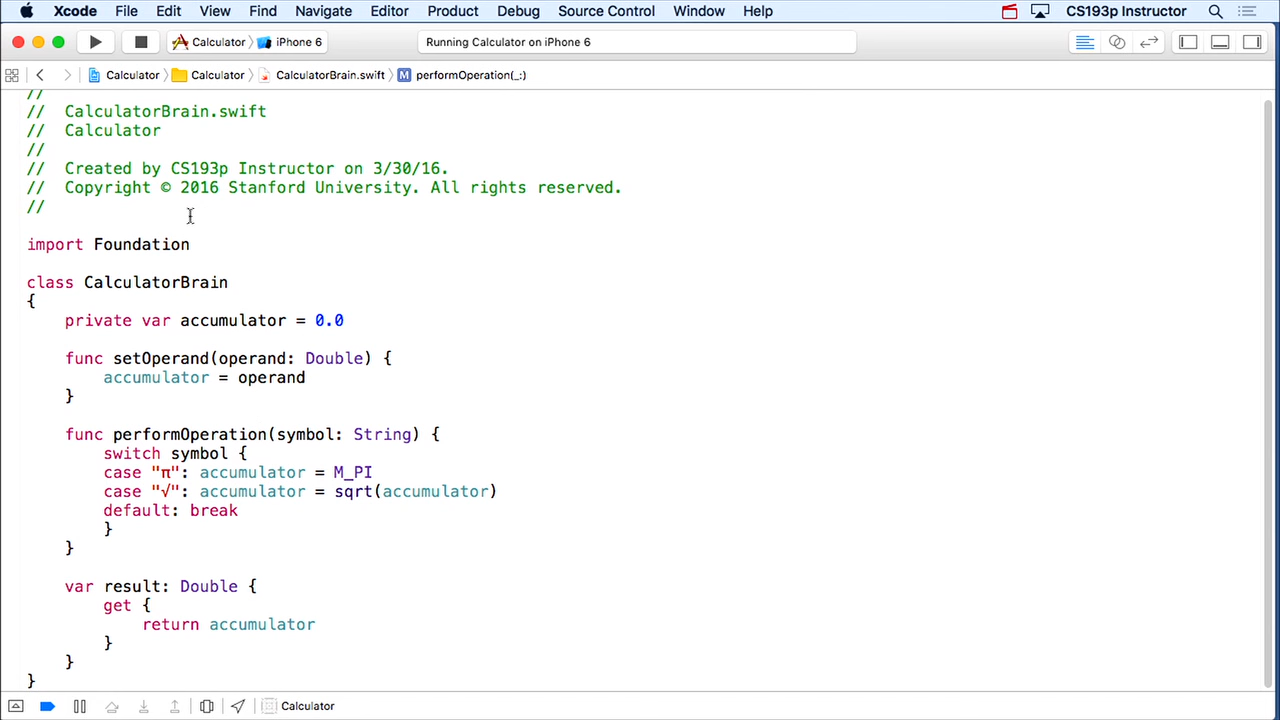 Xcode File Edit View Find Navigate Editor Product Debug Source Control Window Help CS193p Instructor
Calculator iPhone 6 Running Calculator on iPhone 6
Calculator Calculator CalculatorBrain.swift M performOperation(_:)
//
// CalculatorBrain.swift
// Calculator
//
// Created by CS193p Instructor on 3/30/16.
// Copyright © 2016 Stanford University. All rights reserved.
//
import Foundation
class CalculatorBrain
{
private var accumulator = 0.0
func setOperand(operand: Double) {
accumulator = operand
}
func performOperation(symbol: String) {
switch symbol {
case "π": accumulator = M_PI
case "√": accumulator = sqrt(accumulator)
default: break
}
}
var result: Double {
get {
return accumulator
}
}
}
Calculator